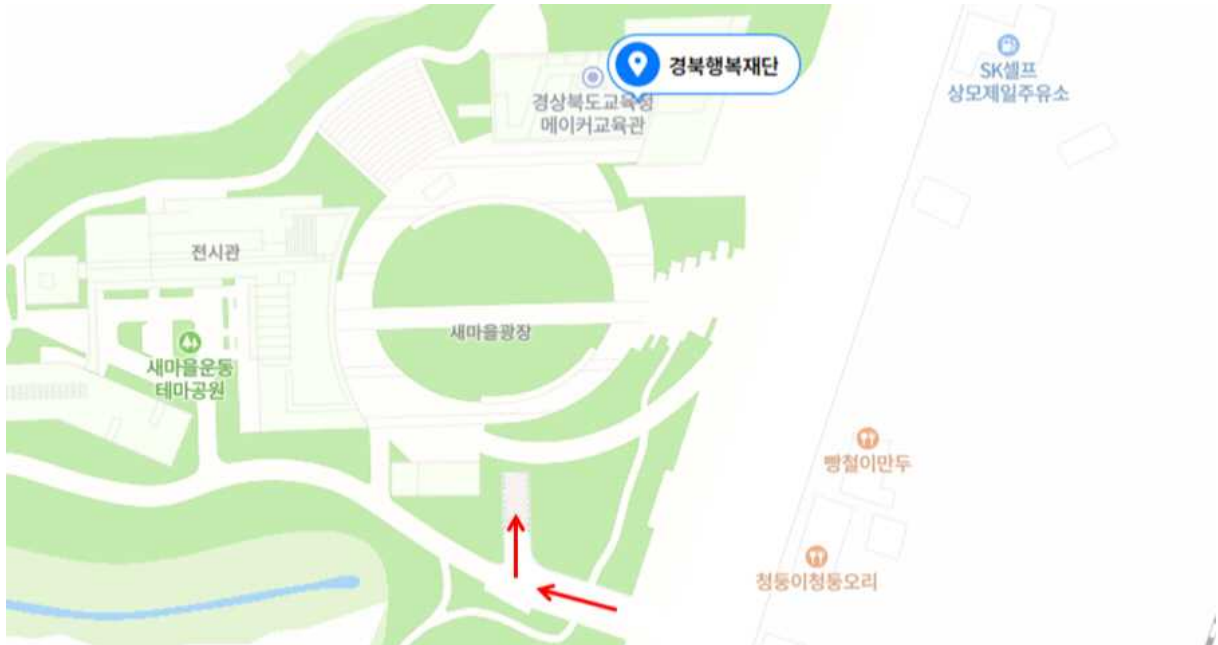 경북행복재단
SK셀프
상모제일주유소
경상북도교육청
메이커교육관
전시관
새마을광장
새마을운동
테마공원
빵철이만두
청둥이청둥오리